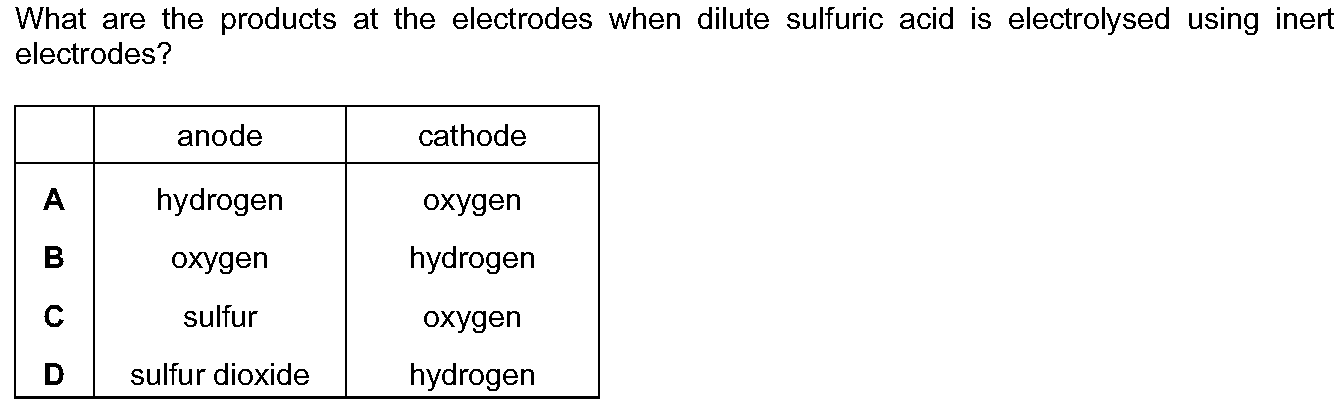 What are the products at the electrodes when dilute sulfuric acid is electrolysed using inert
electrodes?
anode cathode
A hydrogen oxygen
B oxygen hydrogen
C sulfur oxygen
D sulfur dioxide hydrogen